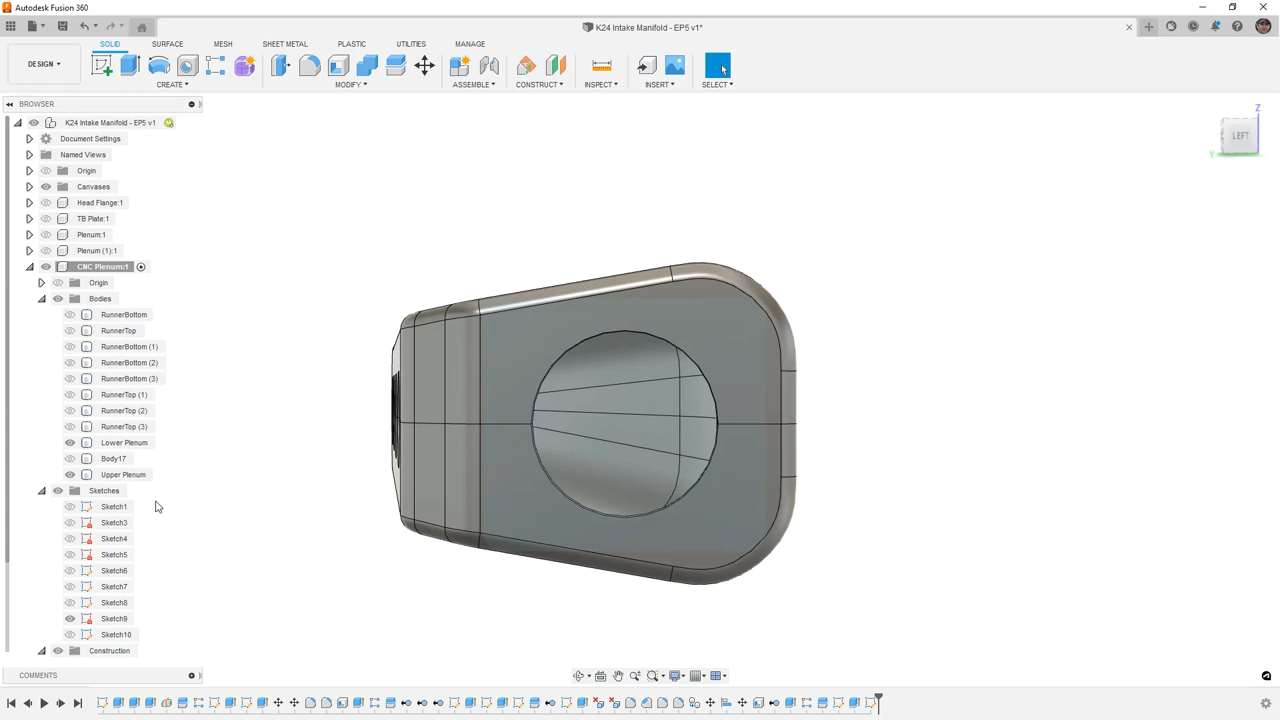 Autodesk Fusion 360
K24 Intake Manifold - EP5 v1*
DESIGN
SOLID SURFACE MESH SHEET METAL PLASTIC UTILITIES MANAGE
CREATE MODIFY ASSEMBLE CONSTRUCT INSPECT INSERT SELECT
BROWSER
K24 Intake Manifold - EP5 v1
Document Settings
Named Views
Origin
Canvases
Head Flange:1
TB Plate:1
Plenum:1
Plenum (1):1
CNC Plenum:1
Origin
Bodies
RunnerBottom
RunnerTop
RunnerBottom (1)
RunnerBottom (2)
RunnerBottom (3)
RunnerTop (1)
RunnerTop (2)
RunnerTop (3)
Lower Plenum
Body17
Upper Plenum
Sketches
Sketch1
Sketch3
Sketch4
Sketch5
Sketch6
Sketch7
Sketch8
Sketch9
Sketch10
Construction
COMMENTS
Z
LEFT
Y